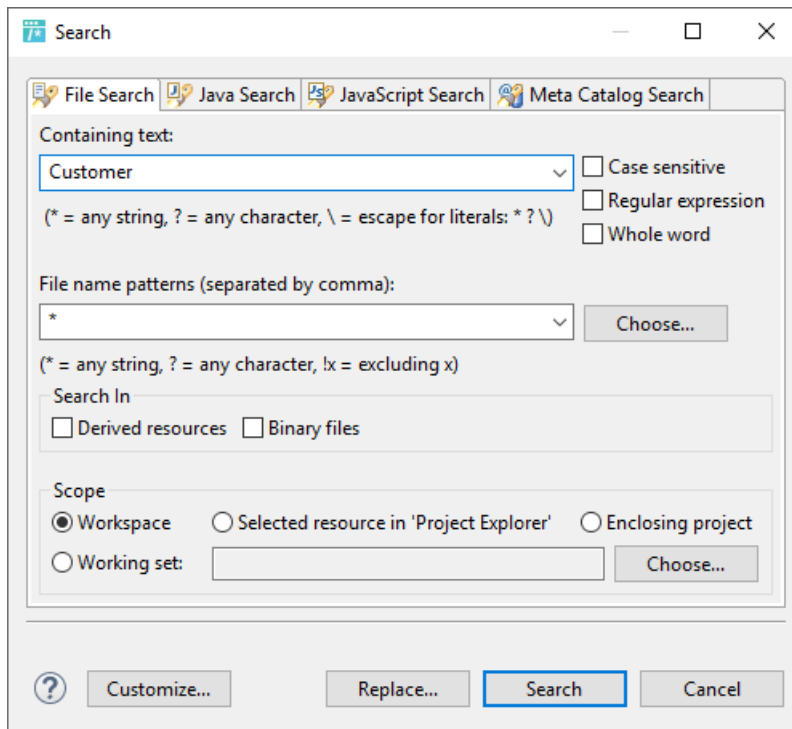 Search
File Search Java Search JavaScript Search Meta Catalog Search
Containing text:
Customer
Case sensitive
(* = any string, ? = any character, \ = escape for literals: * ? \)
Regular expression
Whole word
File name patterns (separated by comma):
*
Choose...
(* = any string, ? = any character, !x = excluding x)
Search In
Derived resources Binary files
Scope
Workspace Selected resource in 'Project Explorer' Enclosing project
Working set:
Choose...
? Customize... Replace... Search Cancel